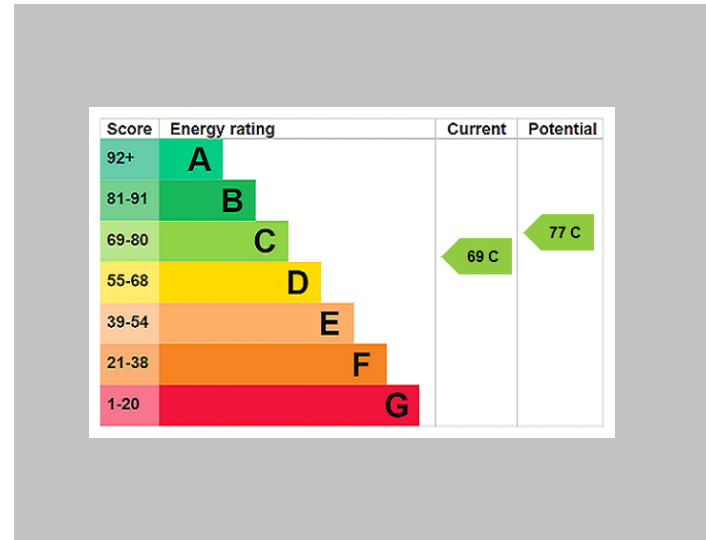 Score Energy rating Current Potential
92+ A
81-91 B
69-80 C 77 C
69 C
55-68 D
39-54 E
21-38 F
1-20 G